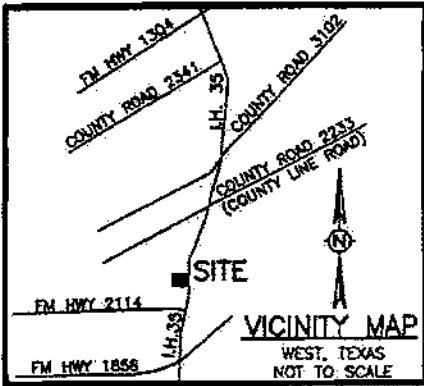 FM HWY 1304
COUNTY ROAD 2341
I.H. 35
COUNTY ROAD 3102
COUNTY ROAD 2233
(COUNTY LINE ROAD)
N
SITE
FM HWY 2114
I.H. 35
FM HWY 1858
VICINITY MAP
WEST, TEXAS
NOT TO SCALE